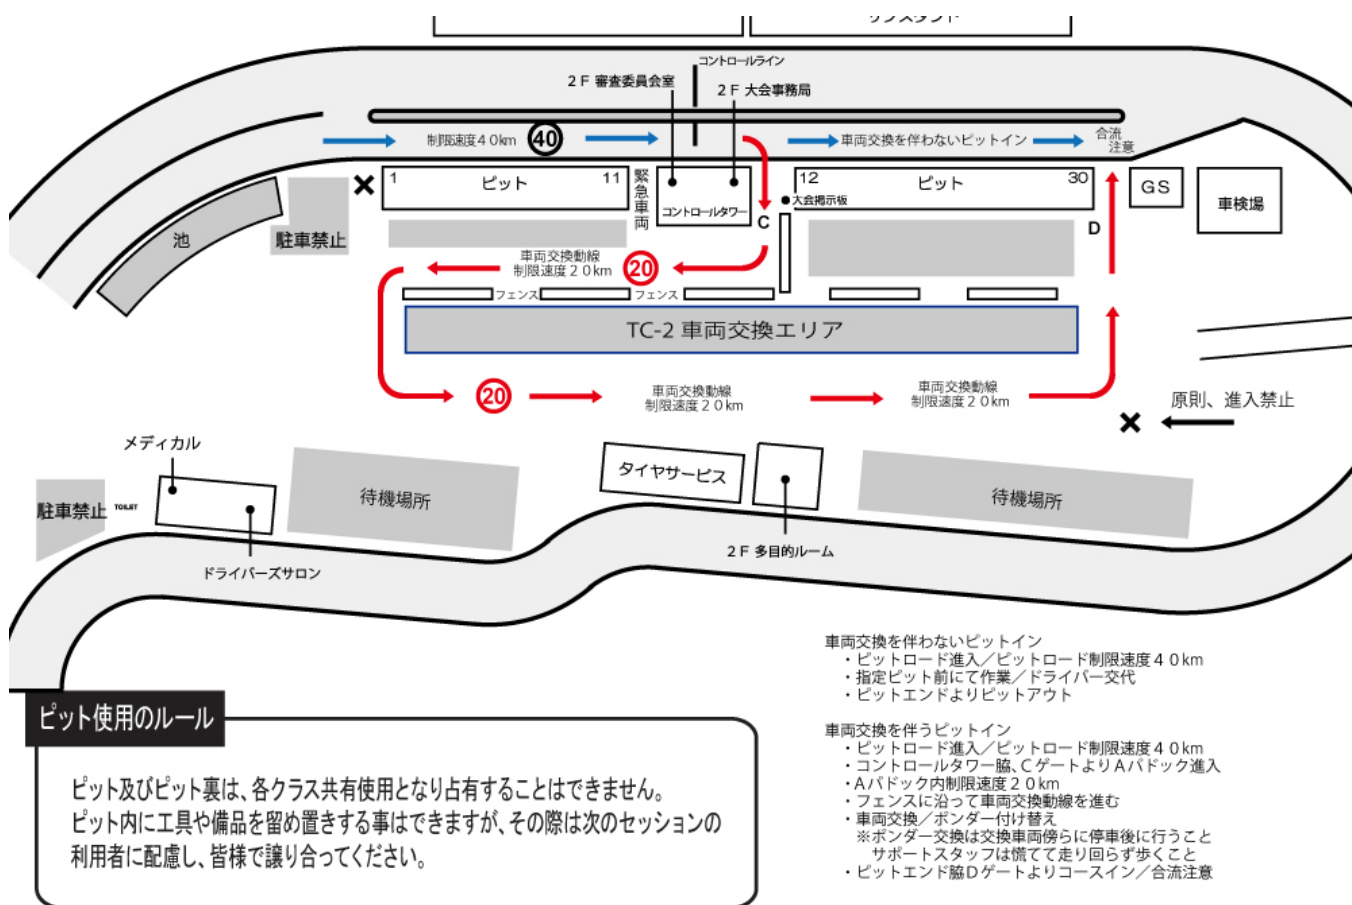 コントロールライン
2F 審査委員会室
2F 大会事務局
制限速度40km
40
車両交換を伴わないピットイン
合流
注意
1
ピット
11
緊急車両
コントロールタワー
C
12
ピット
30
大会掲示板
D
GS
車検場
池
駐車禁止
車両交換動線
制限速度20km
20
フェンス
フェンス
TC-2 車両交換エリア
20
車両交換動線
制限速度20km
車両交換動線
制限速度20km
原則、進入禁止
メディカル
駐車禁止
TOILET
ドライバーズサロン
待機場所
タイヤサービス
2F 多目的ルーム
待機場所
車両交換を伴わないピットイン
・ピットロード進入/ピットロード制限速度40km
・指定ピット前にて作業/ドライバー交代
・ピットエンドよりピットアウト
車両交換を伴うピットイン
・ピットロード進入/ピットロード制限速度40km
・コントロールタワー脇、CゲートよりAパドック進入
・Aパドック内制限速度20km
・フェンスに沿って車両交換動線を進む
・車両交換/ポンダー付け替え
※ポンダー交換は交換車両傍らに停車後に行うこと
サポートスタッフは慌てて走り回らず歩くこと
・ピットエンド脇Dゲートよりコースイン/合流注意
ピット使用のルール
ピット及びピット裏は、各クラス共有使用となり占有することはできません。
ピット内に工具や備品を留め置きする事はできますが、その際は次のセッションの
利用者に配慮し、皆様で譲り合ってください。